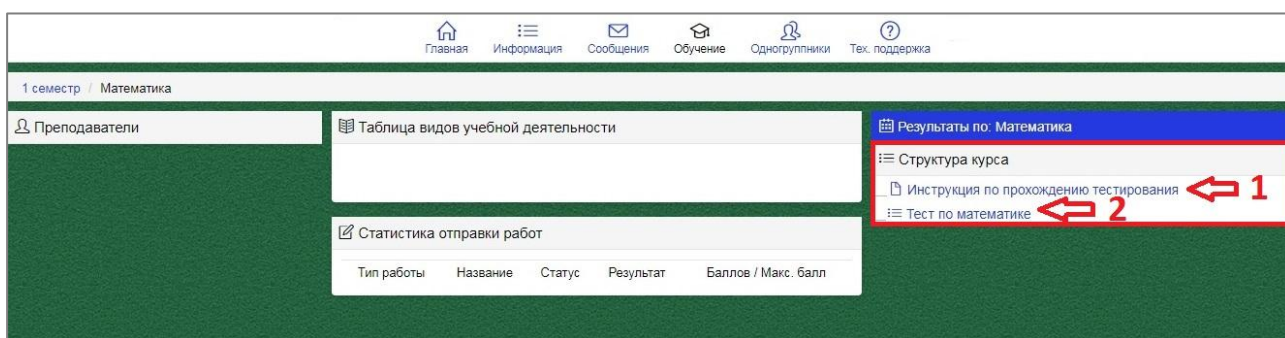 Главная Информация Сообщения Обучение Одногруппники Тех. поддержка
1 семестр / Математика
Преподаватели
Таблица видов учебной деятельности
Статистика отправки работ
Тип работы Название Статус Результат Баллов / Макс. балл
Результаты по: Математика
Структура курса
Инструкция по прохождению тестирования 1
Тест по математике 2